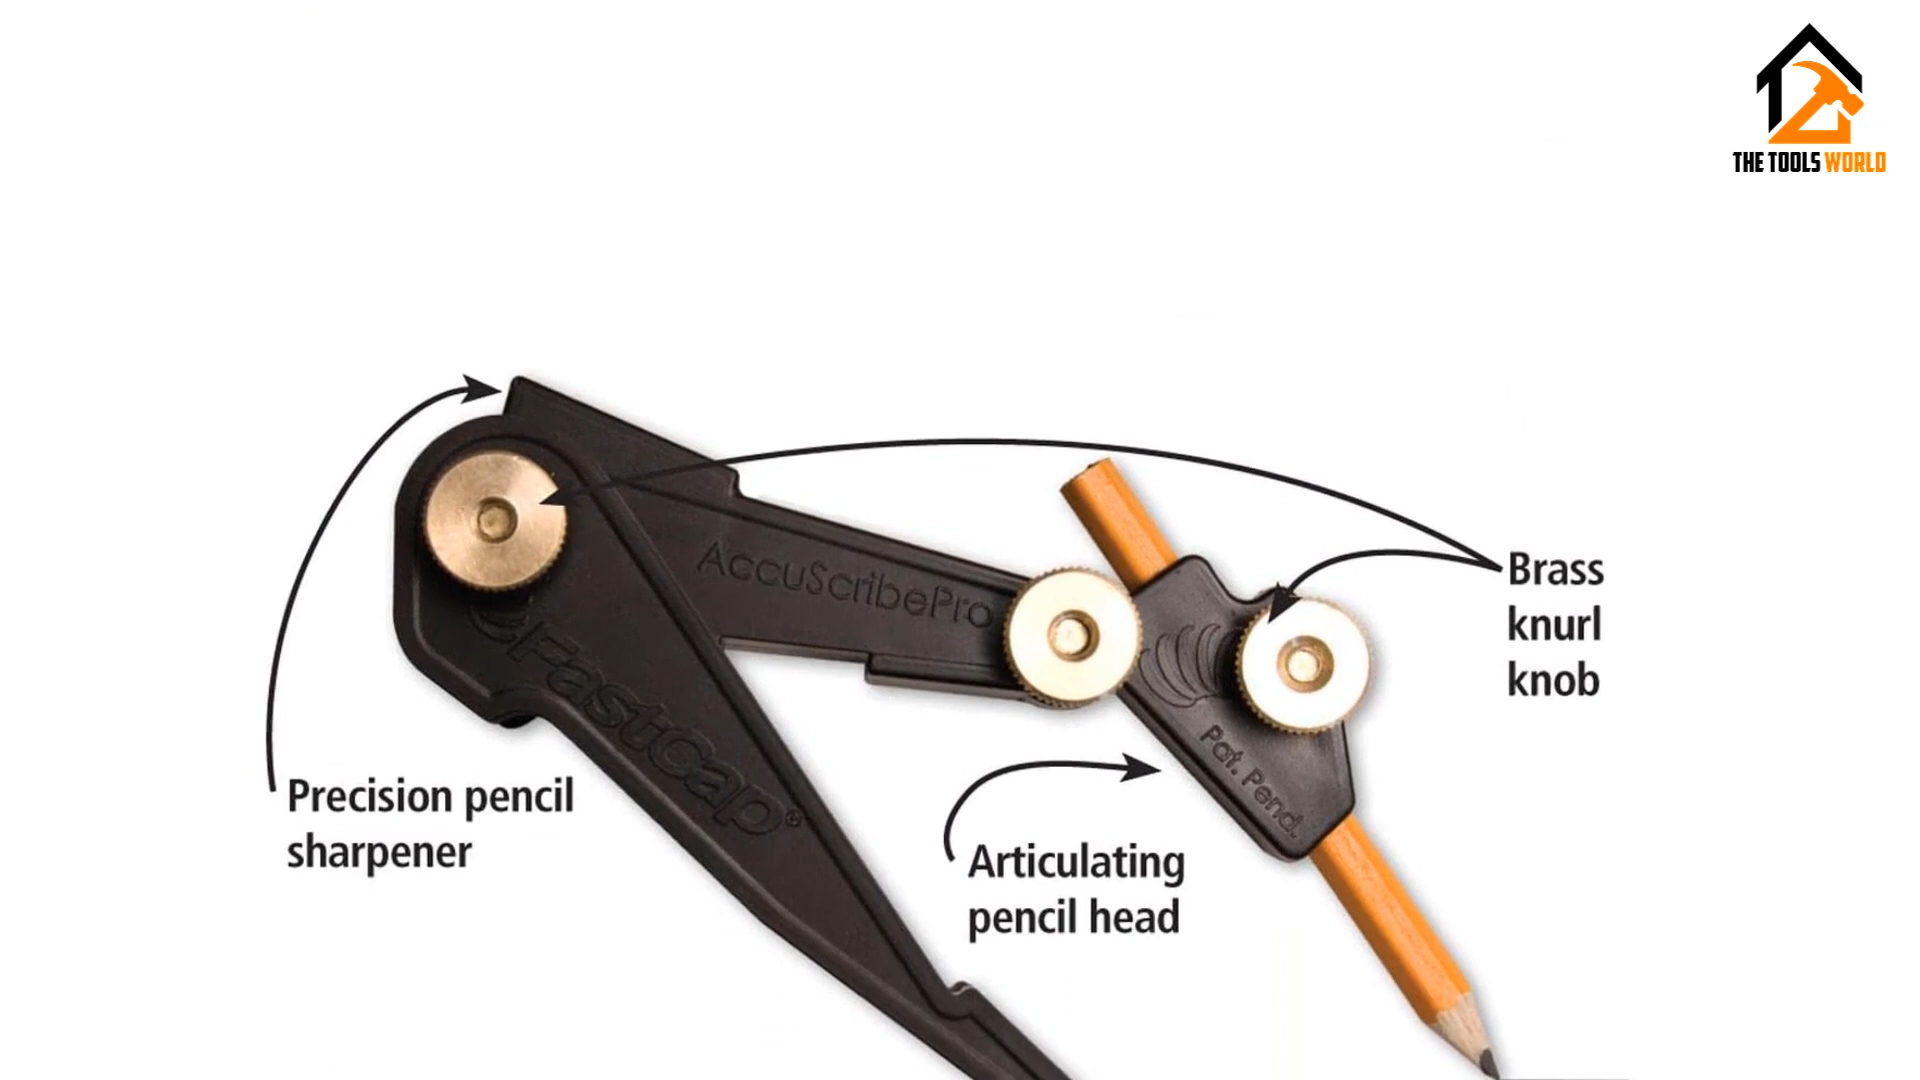 THE TOOLS WORLD
AccuScribePro
FastCap®
Brass
knurl
knob
Pat. Pend.
Precision pencil
sharpener
Articulating
pencil head